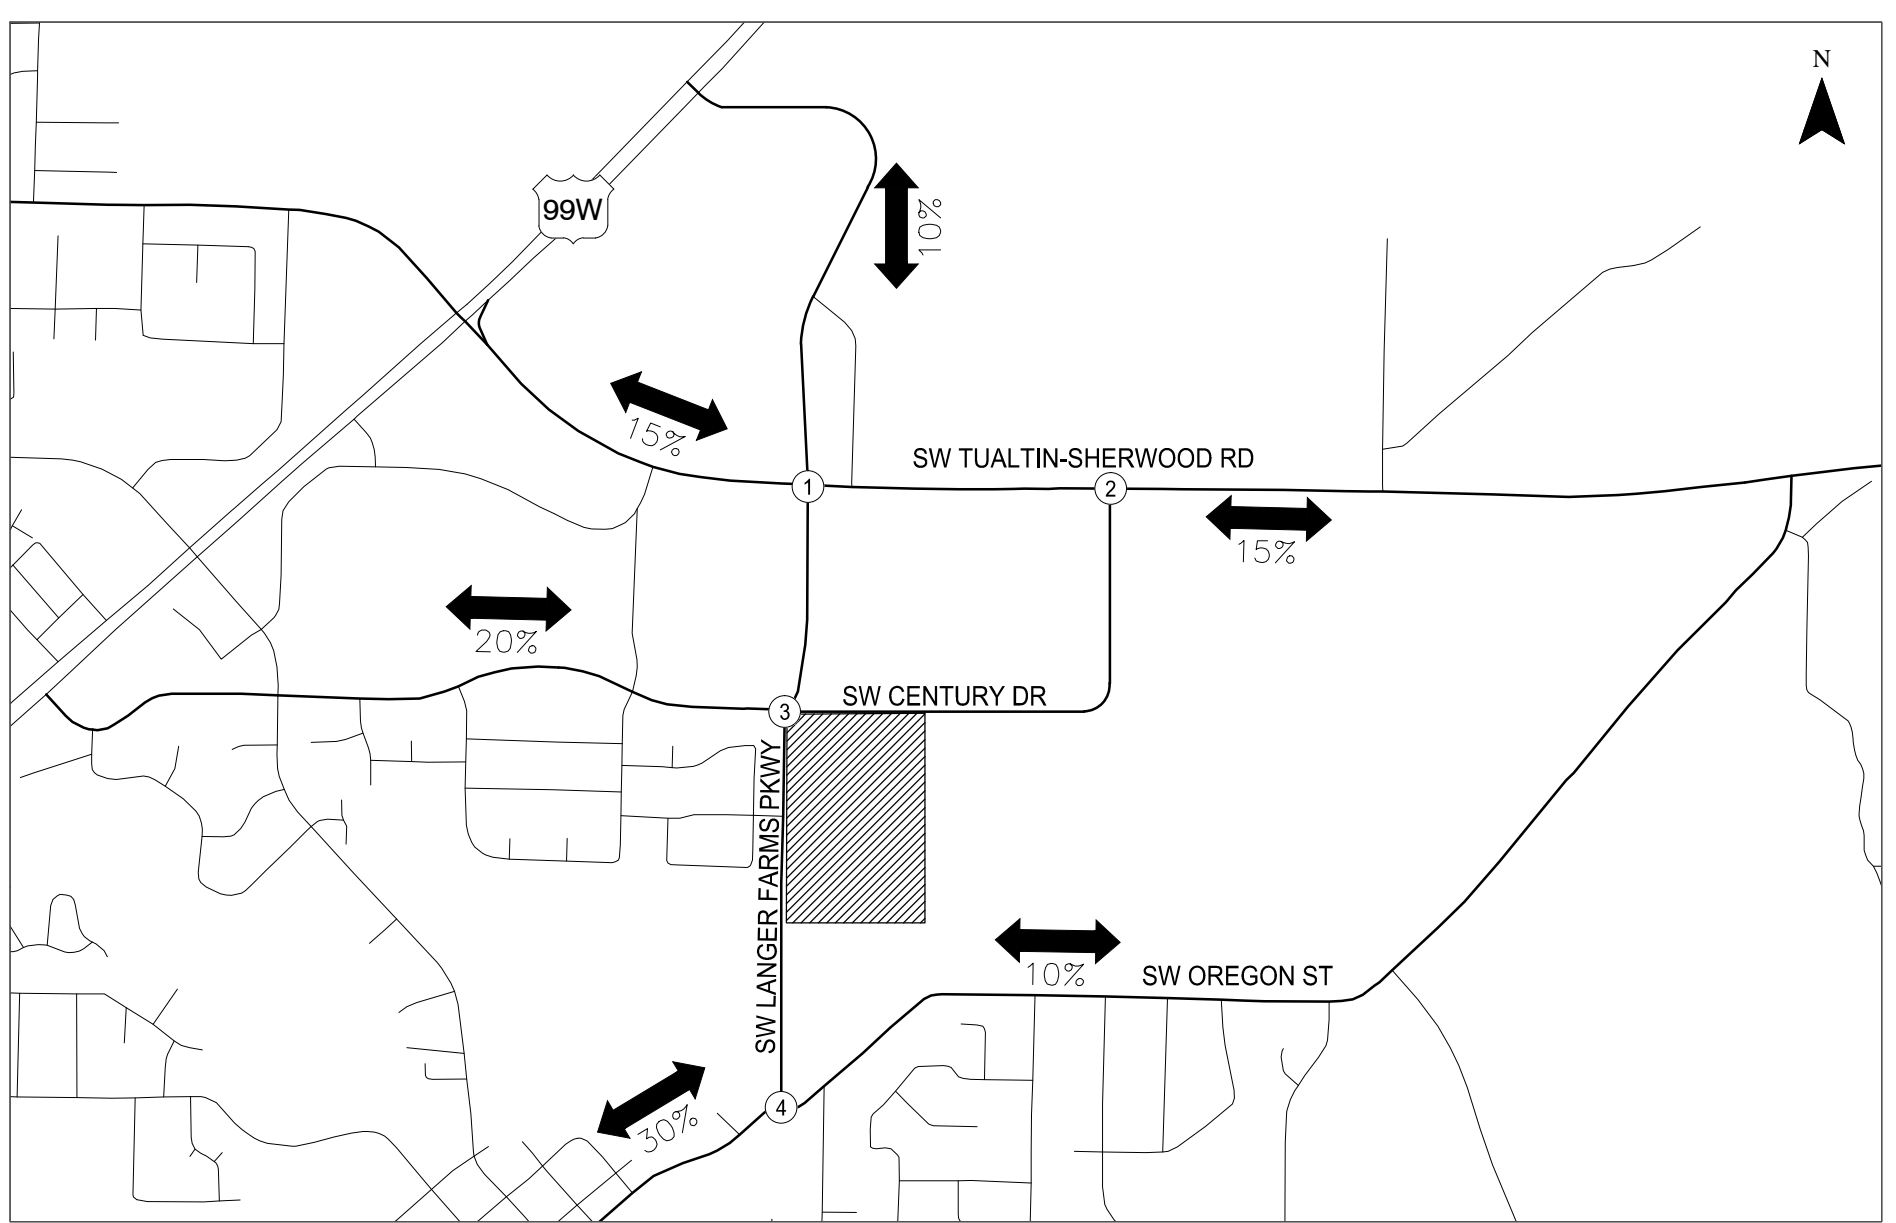 N
99W
10%
15%
SW TUALTIN-SHERWOOD RD
1
2
15%
20%
SW CENTURY DR
3
SW LANGER FARMS PKWY
10%
SW OREGON ST
30%
4